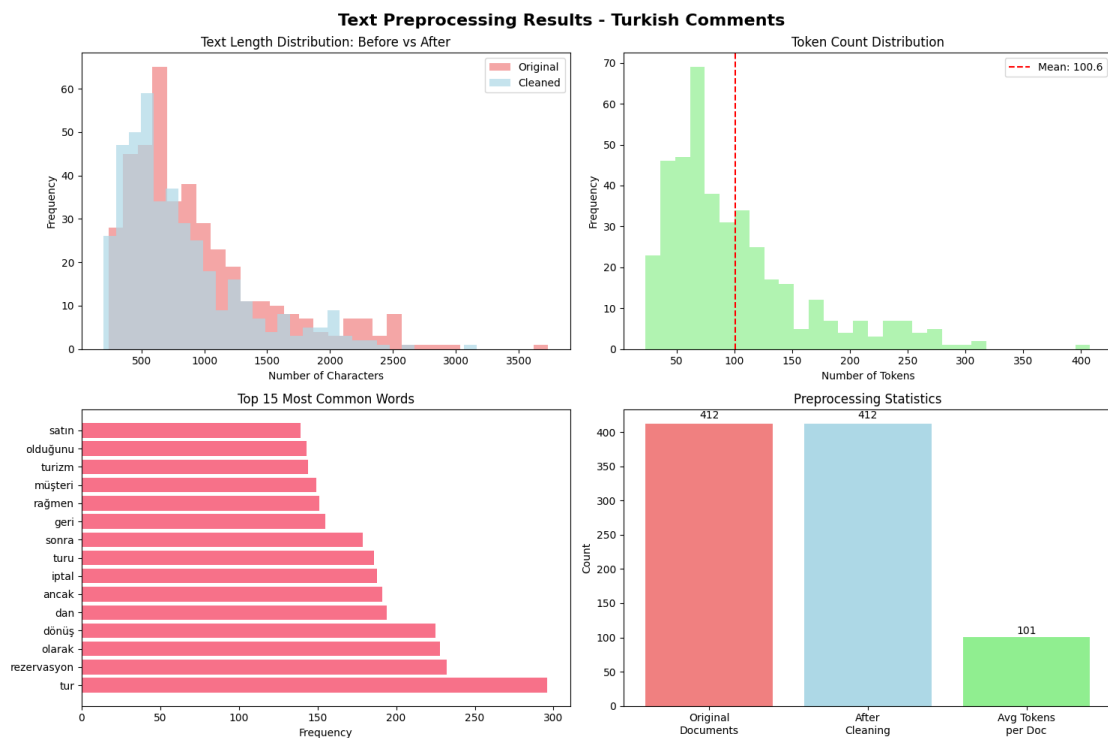 Text Preprocessing Results - Turkish Comments
Text Length Distribution: Before vs After
Original
Cleaned
Frequency
60
50
40
30
20
10
0
500
1000
1500
2000
2500
3000
3500
Number of Characters
Token Count Distribution
Mean: 100.6
Frequency
70
60
50
40
30
20
10
0
50
100
150
200
250
300
350
400
Number of Tokens
Top 15 Most Common Words
satın
olduğunu
turizm
müşteri
rağmen
geri
sonra
turu
iptal
ancak
dan
dönüş
olarak
rezervasyon
tur
0
50
100
150
200
250
300
Frequency
Preprocessing Statistics
412
412
101
Count
400
350
300
250
200
150
100
50
0
Original
Documents
After
Cleaning
Avg Tokens
per Doc